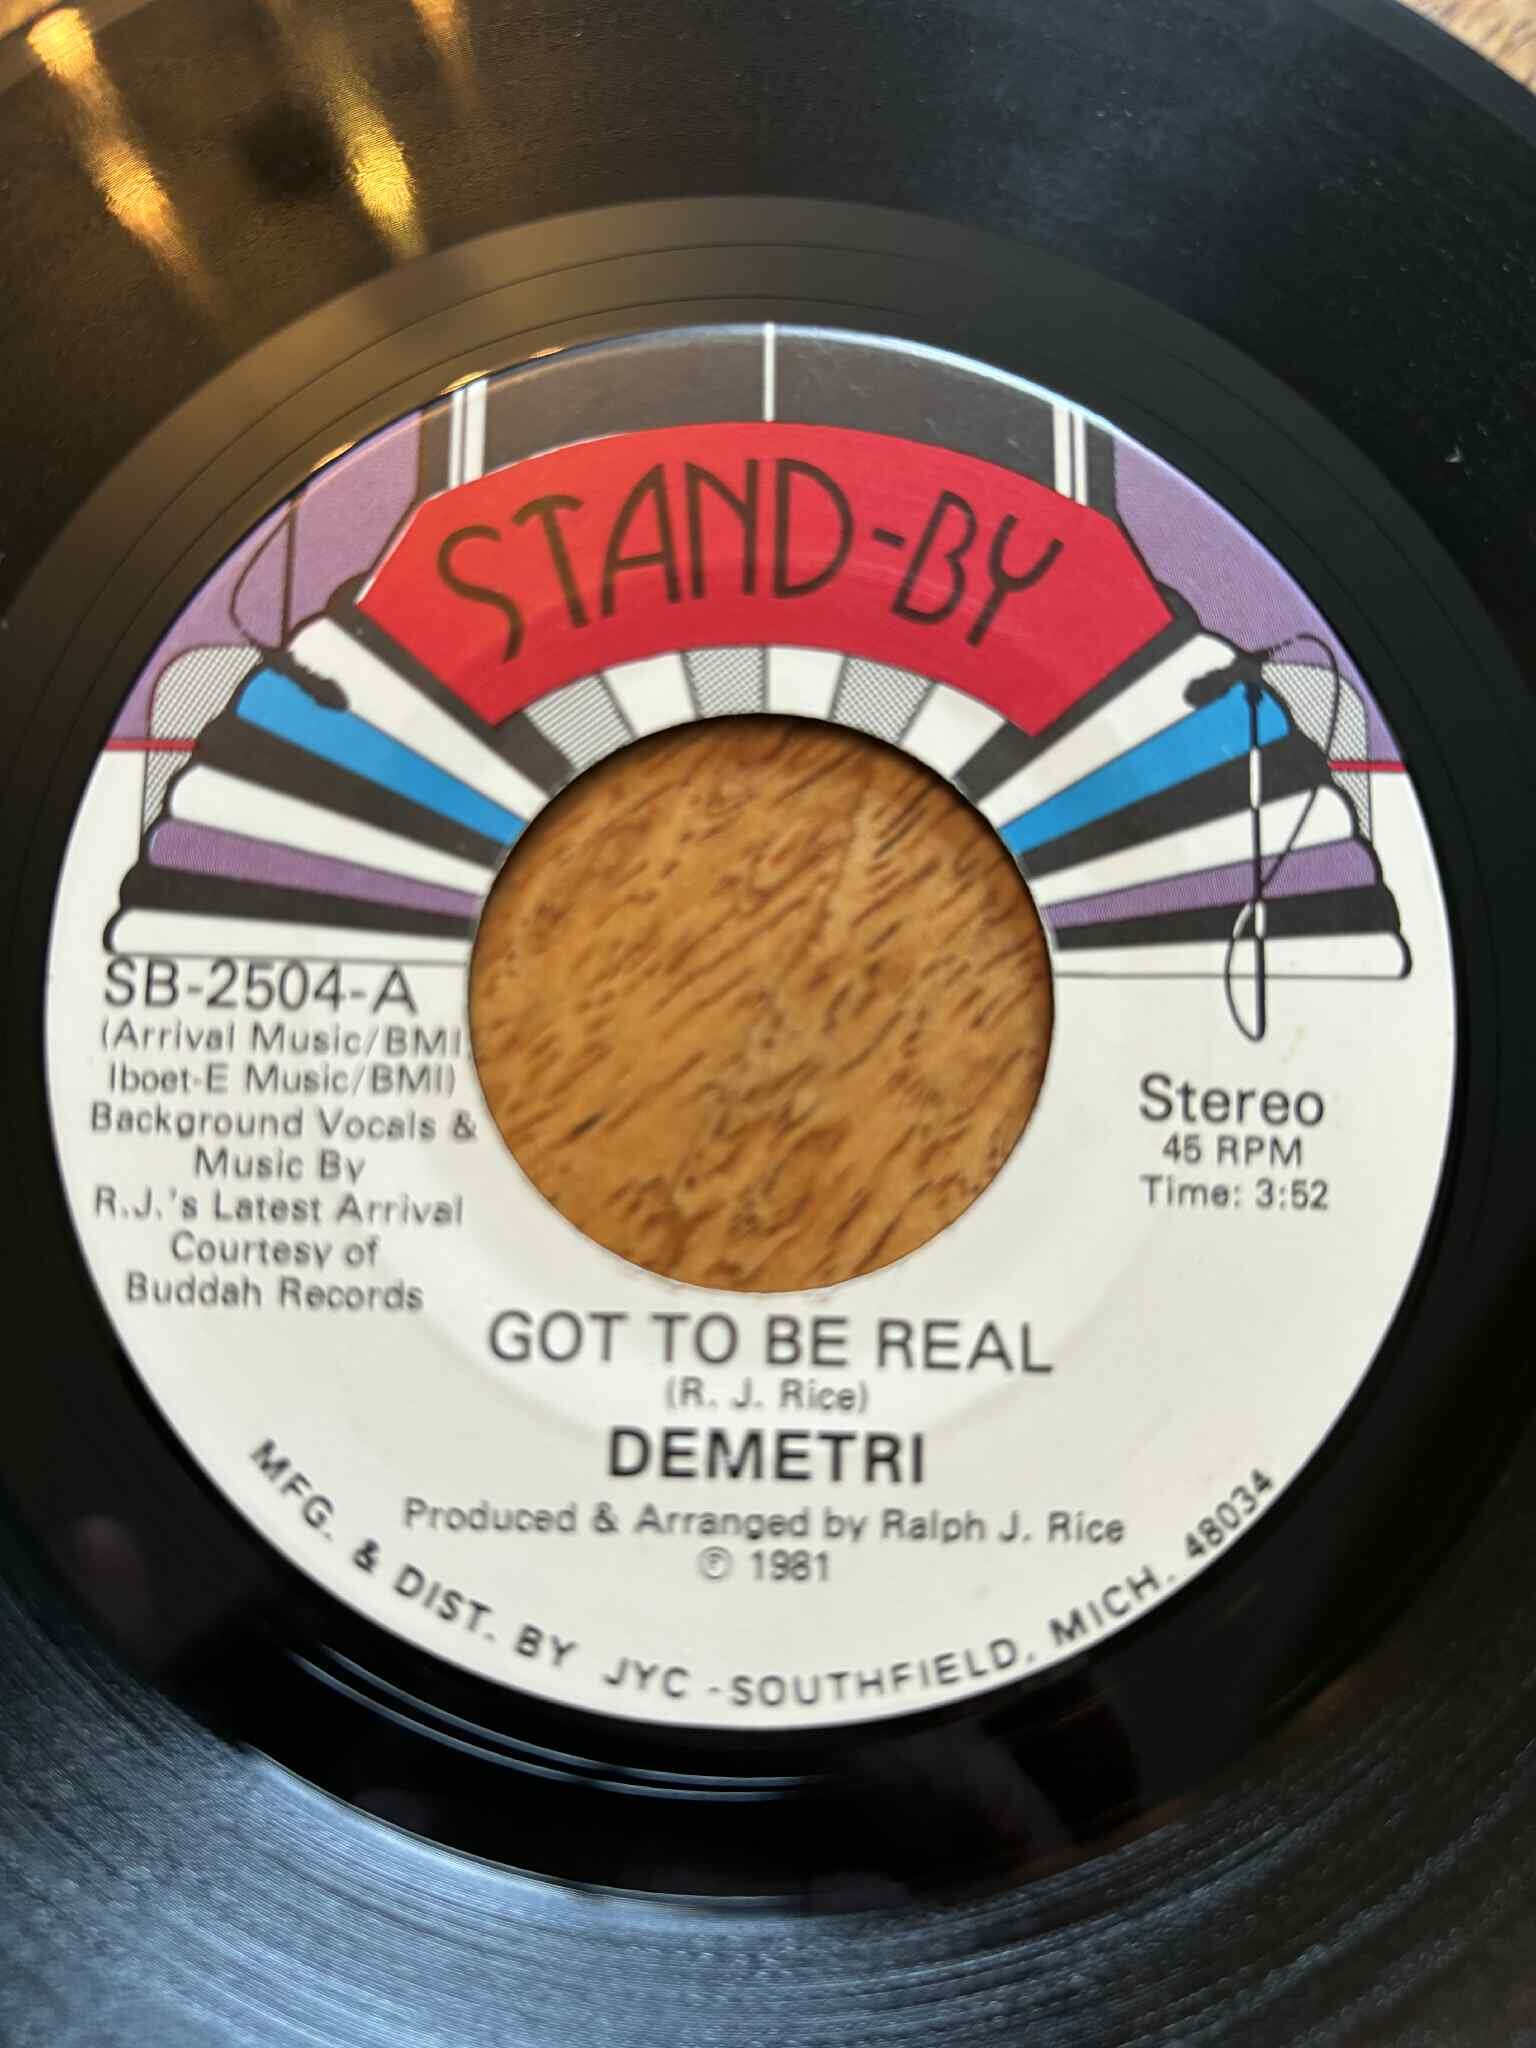 STAND-BY
SB-2504-A
(Arrival Music/BMI,
Iboet-E Music/BMI)
Background Vocals &
Music By
R.J.'s Latest Arrival
Courtesy of
Buddah Records
Stereo
45 RPM
Time: 3:52
GOT TO BE REAL
(R. J. Rice)
DEMETRI
Produced & Arranged by Ralph J. Rice
℗ 1981
MFG. & DIST. BY JYC - SOUTHFIELD, MICH. 48034